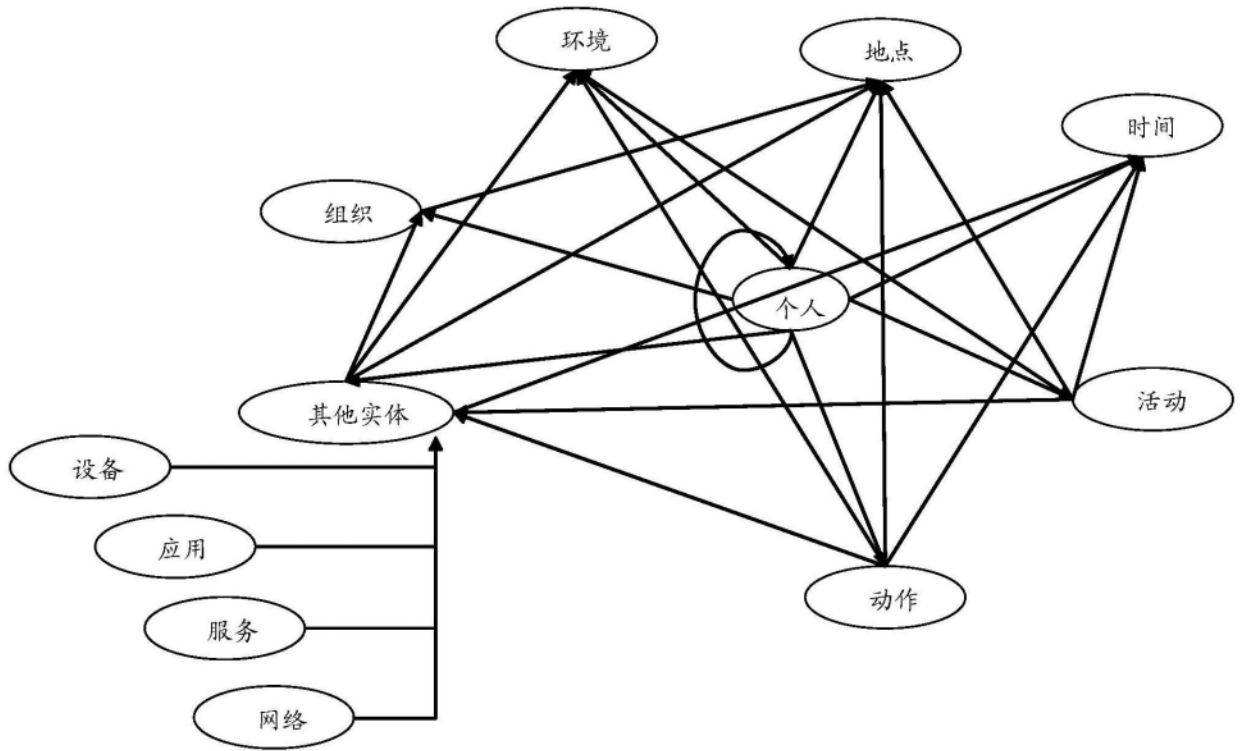 环境
地点
时间
组织
个人
其他实体
活动
设备
应用
服务
动作
网络